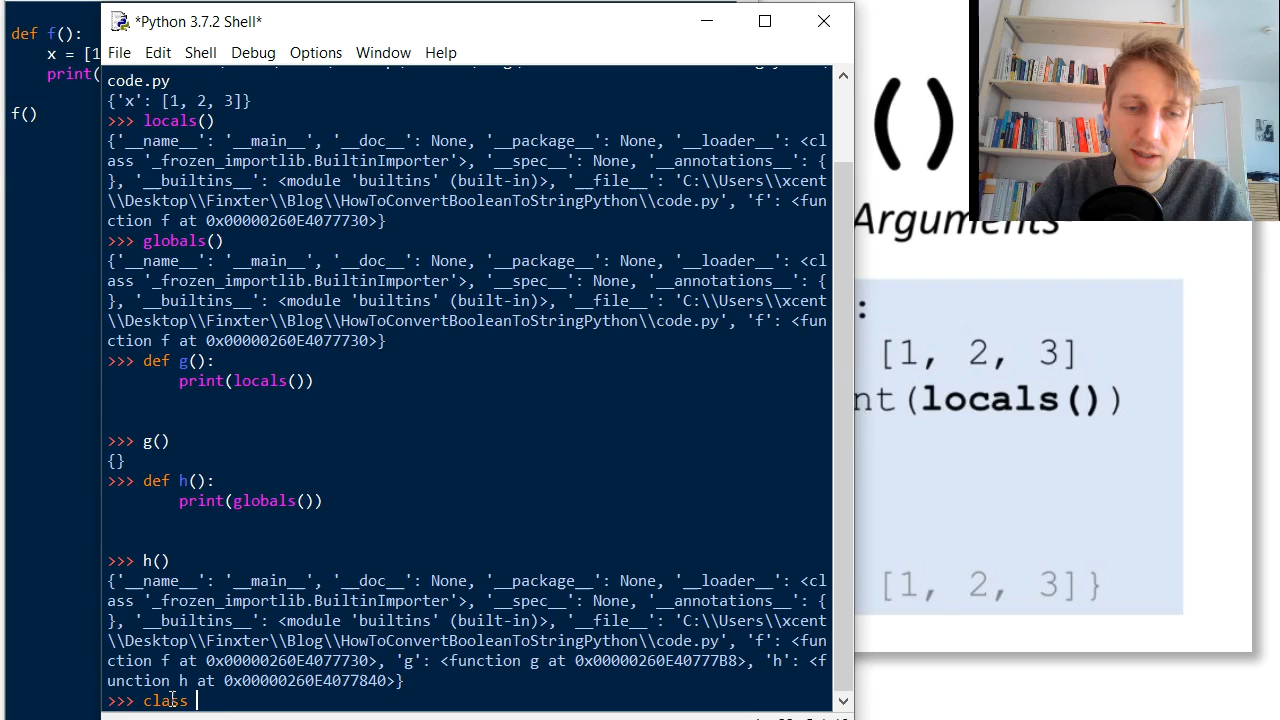 def f():
x = [1
print(
f()
*Python 3.7.2 Shell*
File Edit Shell Debug Options Window Help
code.py
{'x': [1, 2, 3]}
>>> locals()
{'__name__': '__main__', '__doc__': None, '__package__': None, '__loader__': <cl
ass '_frozen_importlib.BuiltinImporter'>, '__spec__': None, '__annotations__': {
}, '__builtins__': <module 'builtins' (built-in)>, '__file__': 'C:\\Users\\xcent
\\Desktop\\Finxter\\Blog\\HowToConvertBooleanToStringPython\\code.py', 'f': <fun
ction f at 0x00000260E4077730>}
>>> globals()
{'__name__': '__main__', '__doc__': None, '__package__': None, '__loader__': <cl
ass '_frozen_importlib.BuiltinImporter'>, '__spec__': None, '__annotations__': {
}, '__builtins__': <module 'builtins' (built-in)>, '__file__': 'C:\\Users\\xcent
\\Desktop\\Finxter\\Blog\\HowToConvertBooleanToStringPython\\code.py', 'f': <fun
ction f at 0x00000260E4077730>}
>>> def g():
print(locals())
>>> g()
{}
>>> def h():
print(globals())
>>> h()
{'__name__': '__main__', '__doc__': None, '__package__': None, '__loader__': <cl
ass '_frozen_importlib.BuiltinImporter'>, '__spec__': None, '__annotations__': {
}, '__builtins__': <module 'builtins' (built-in)>, '__file__': 'C:\\Users\\xcent
\\Desktop\\Finxter\\Blog\\HowToConvertBooleanToStringPython\\code.py', 'f': <fun
ction f at 0x00000260E4077730>, 'g': <function g at 0x00000260E40777B8>, 'h': <f
unction h at 0x00000260E4077840>}
>>> class
()
Arguments
:
[1, 2, 3]
nt(locals())
[1, 2, 3]}